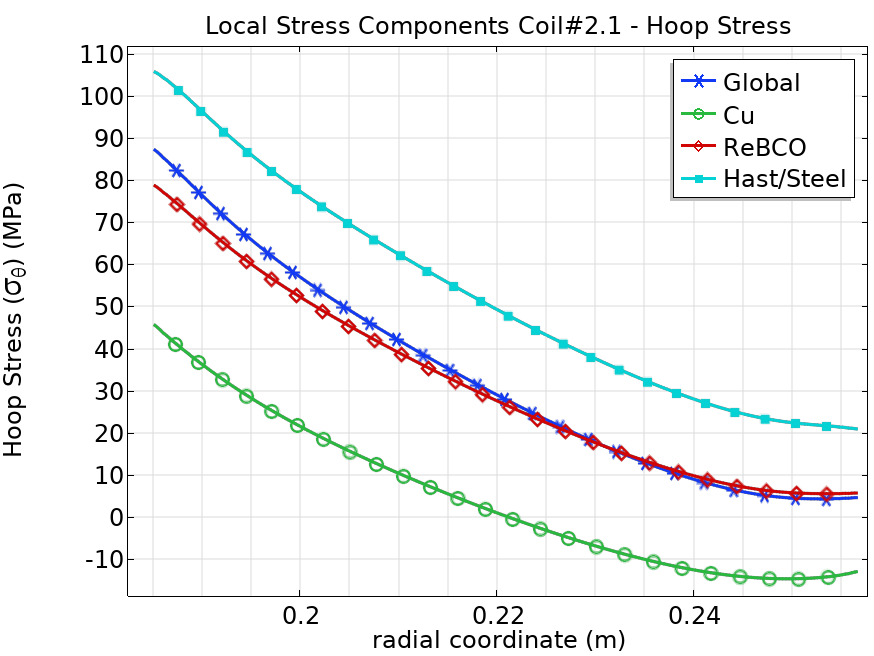 Local Stress Components Coil#2.1 - Hoop Stress
Hoop Stress (σθ) (MPa)
110
100
90
80
70
60
50
40
30
20
10
0
-10
Global
Cu
ReBCO
Hast/Steel
0.2
0.22
0.24
radial coordinate (m)